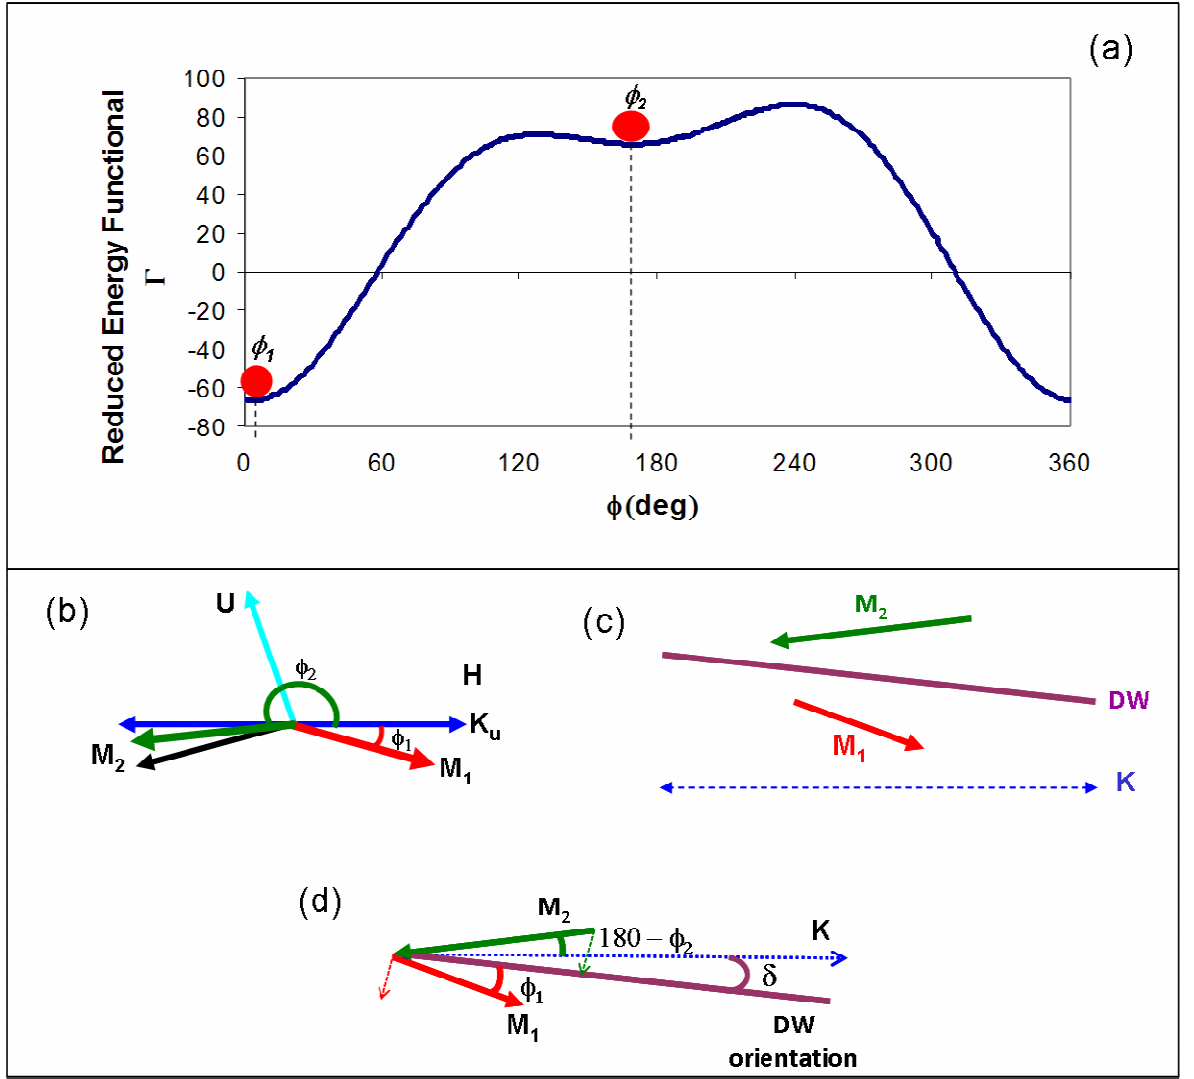 (a)
Reduced Energy Functional
Γ
100
80
60
40
20
0
-20
-40
-60
-80
ϕ1
ϕ2
0 60 120 180 240 300 360
ϕ(deg)
(b)
U
ϕ2
H
Ku
ϕ1
M2
M1
(c)
M2
DW
M1
K
(d)
M2
180 – ϕ2
K
ϕ1
δ
M1
DW
orientation